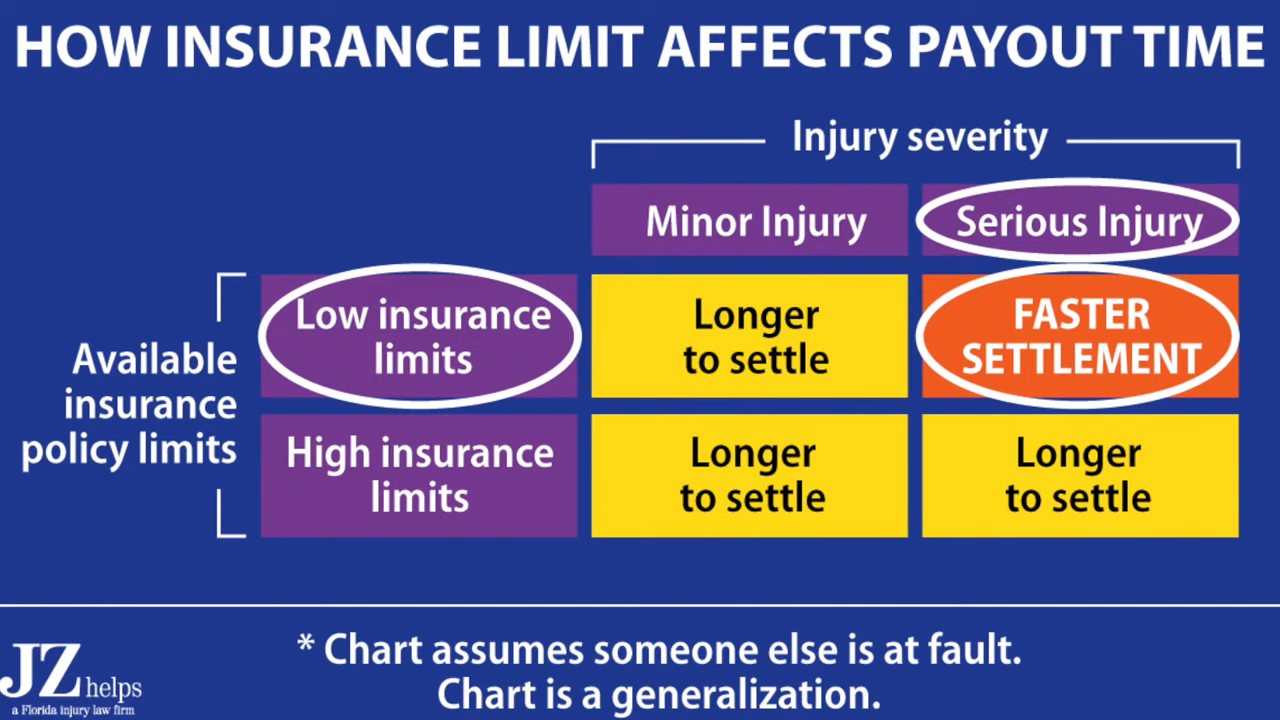 HOW INSURANCE LIMIT AFFECTS PAYOUT TIME
Injury severity
Minor Injury
Serious Injury
Available
insurance
policy limits
Low insurance
limits
Longer
to settle
FASTER
SETTLEMENT
High insurance
limits
Longer
to settle
Longer
to settle
* Chart assumes someone else is at fault.
Chart is a generalization.
JZ helps
a Florida injury law firm